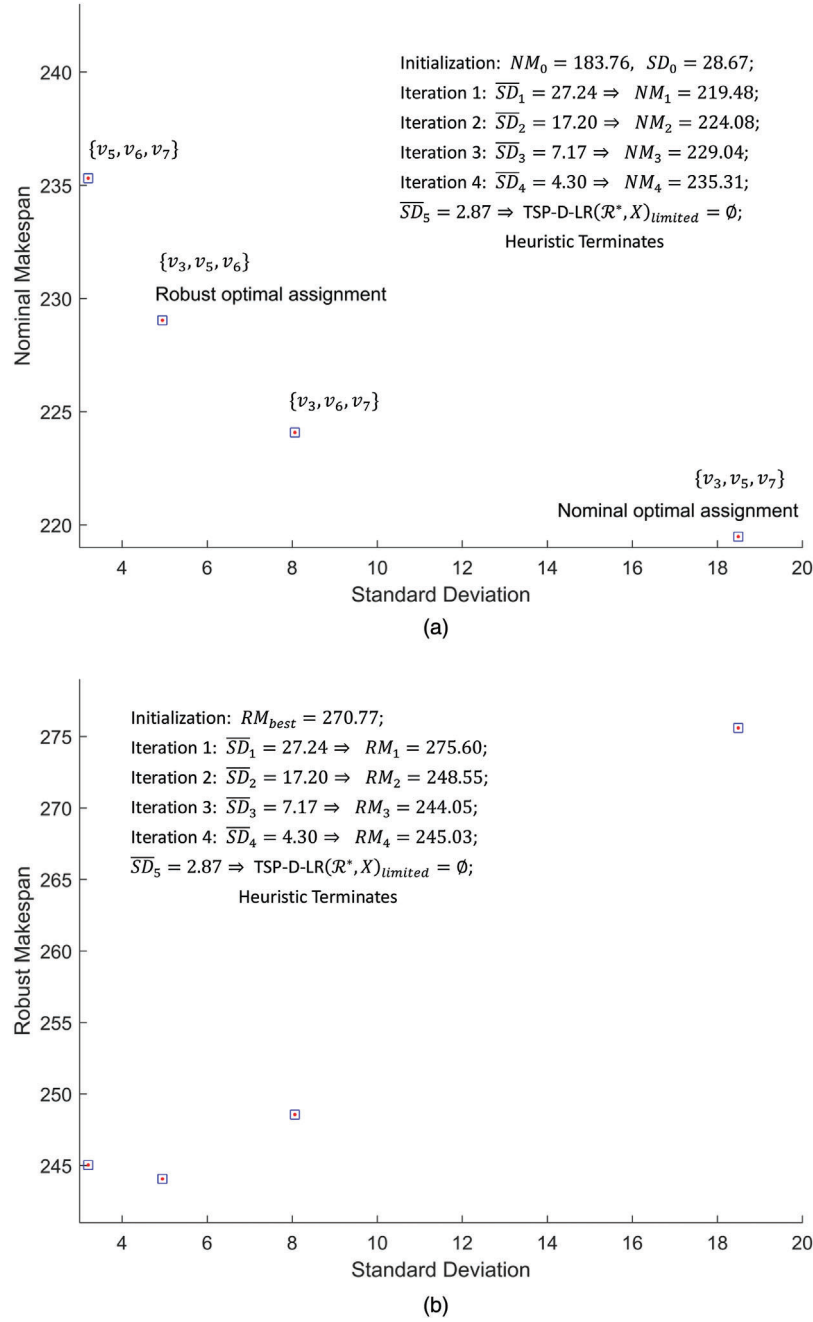 240
235
230
225
220
Nominal Makespan
Initialization: NM₀ = 183.76, SD₀ = 28.67;
Iteration 1: S̅D̅₁ = 27.24 ⇒ NM₁ = 219.48;
Iteration 2: S̅D̅₂ = 17.20 ⇒ NM₂ = 224.08;
Iteration 3: S̅D̅₃ = 7.17 ⇒ NM₃ = 229.04;
Iteration 4: S̅D̅₄ = 4.30 ⇒ NM₄ = 235.31;
S̅D̅₅ = 2.87 ⇒ TSP-D-LR(ℛ*, X)limited = ∅;
Heuristic Terminates
{v₅, v₆, v₇}
{v₃, v₅, v₆}
Robust optimal assignment
{v₃, v₆, v₇}
{v₃, v₅, v₇}
Nominal optimal assignment
4 6 8 10 12 14 16 18 20
Standard Deviation
(a)
275
270
265
260
255
250
245
Robust Makespan
Initialization: RMbest = 270.77;
Iteration 1: S̅D̅₁ = 27.24 ⇒ RM₁ = 275.60;
Iteration 2: S̅D̅₂ = 17.20 ⇒ RM₂ = 248.55;
Iteration 3: S̅D̅₃ = 7.17 ⇒ RM₃ = 244.05;
Iteration 4: S̅D̅₄ = 4.30 ⇒ RM₄ = 245.03;
S̅D̅₅ = 2.87 ⇒ TSP-D-LR(ℛ*, X)limited = ∅;
Heuristic Terminates
4 6 8 10 12 14 16 18 20
Standard Deviation
(b)